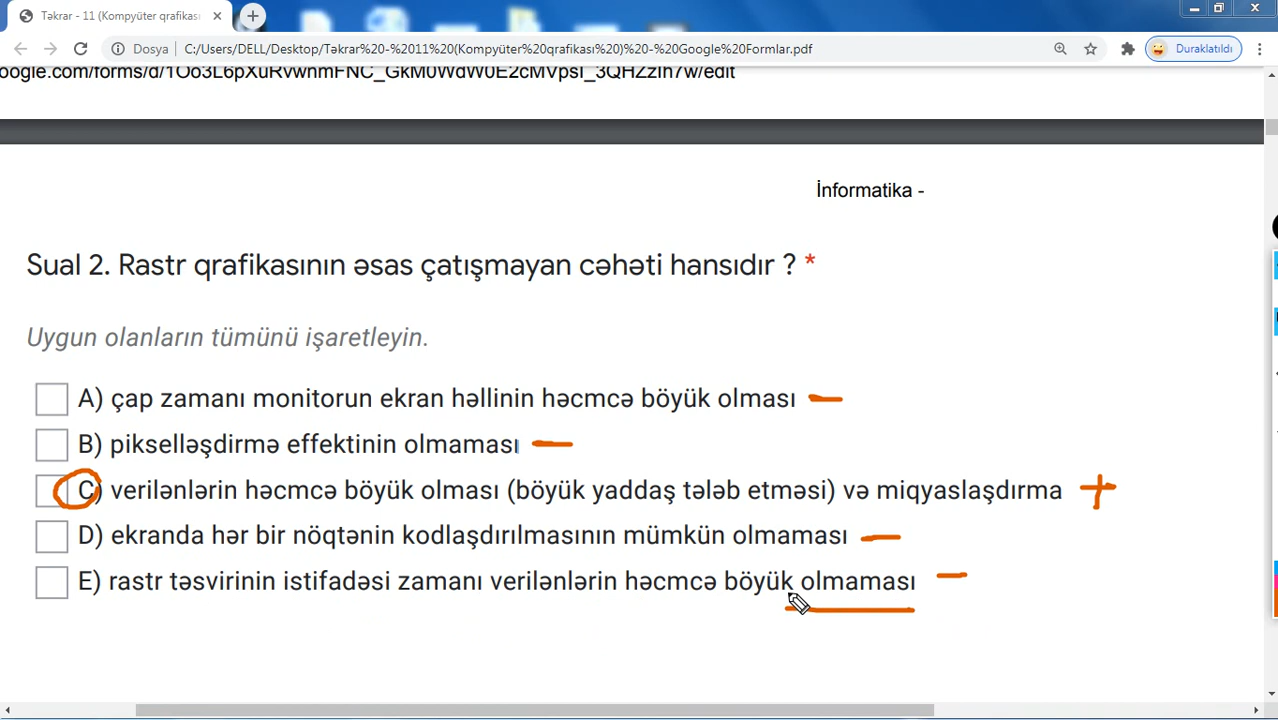 Təkrar - 11 (Kompyüter qrafikası
Dosya C:/Users/DELL/Desktop/Təkrar%20-%2011%20(Kompyüter%20qrafikası%20)%20-%20Google%20Formlar.pdf Duraklatıldı
İnformatika -
Sual 2. Rastr qrafikasının əsas çatışmayan cəhəti hansıdır ? *
Uygun olanların tümünü işaretleyin.
A) çap zamanı monitorun ekran həllinin həcmcə böyük olması
B) pikselləşdirmə effektinin olmaması
C) verilənlərin həcmcə böyük olması (böyük yaddaş tələb etməsi) və miqyaslaşdırma
D) ekranda hər bir nöqtənin kodlaşdırılmasının mümkün olmaması
E) rastr təsvirinin istifadəsi zamanı verilənlərin həcmcə böyük olmaması